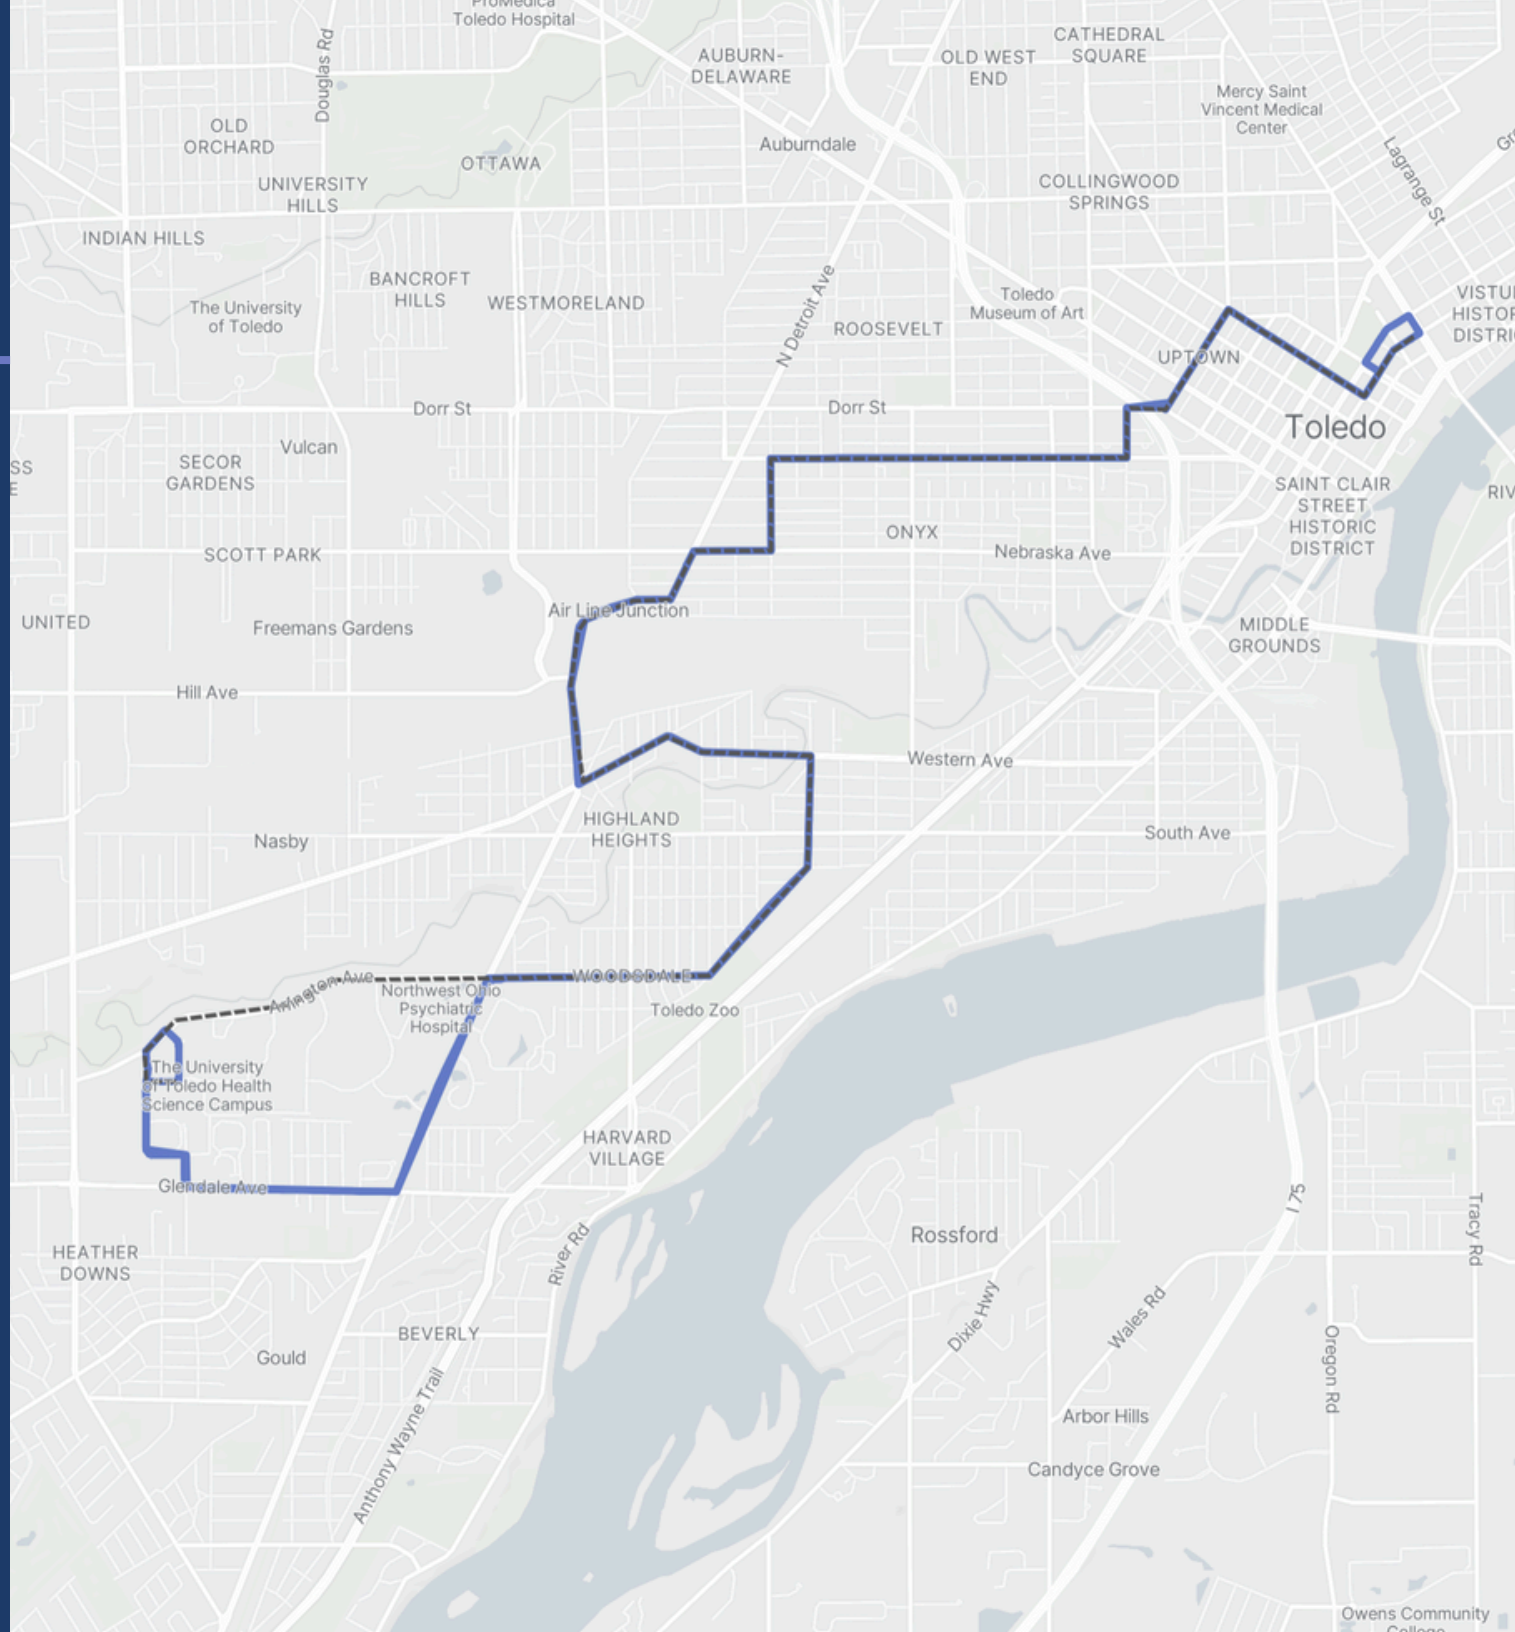 ProMedica
Toledo Hospital
Douglas Rd
AUBURN-
DELAWARE
OLD WEST
END
CATHEDRAL
SQUARE
Mercy Saint
Vincent Medical
Center
OLD
ORCHARD
OTTAWA
Auburndale
Lagrange St
UNIVERSITY
HILLS
COLLINGWOOD
SPRINGS
INDIAN HILLS
BANCROFT
HILLS
WESTMORELAND
The University
of Toledo
N Detroit Ave
ROOSEVELT
Toledo
Museum of Art
UPTOWN
Dorr St
Dorr St
Toledo
Vulcan
SECOR
GARDENS
SAINT CLAIR
STREET
HISTORIC
DISTRICT
ONYX
Nebraska Ave
SCOTT PARK
Air Line Junction
UNITED
Freemans Gardens
MIDDLE
GROUNDS
Hill Ave
Western Ave
HIGHLAND
HEIGHTS
South Ave
Nasby
WOODSDALE
Arlington Ave
Northwest Ohio
Psychiatric
Hospital
Toledo Zoo
The University
of Toledo Health
Science Campus
HARVARD
VILLAGE
Glendale Ave
I 75
Tracy Rd
River Rd
Rossford
HEATHER
DOWNS
Dixie Hwy
Wales Rd
BEVERLY
Gould
Oregon Rd
Anthony Wayne Trail
Arbor Hills
Candyce Grove
Owens Community
College